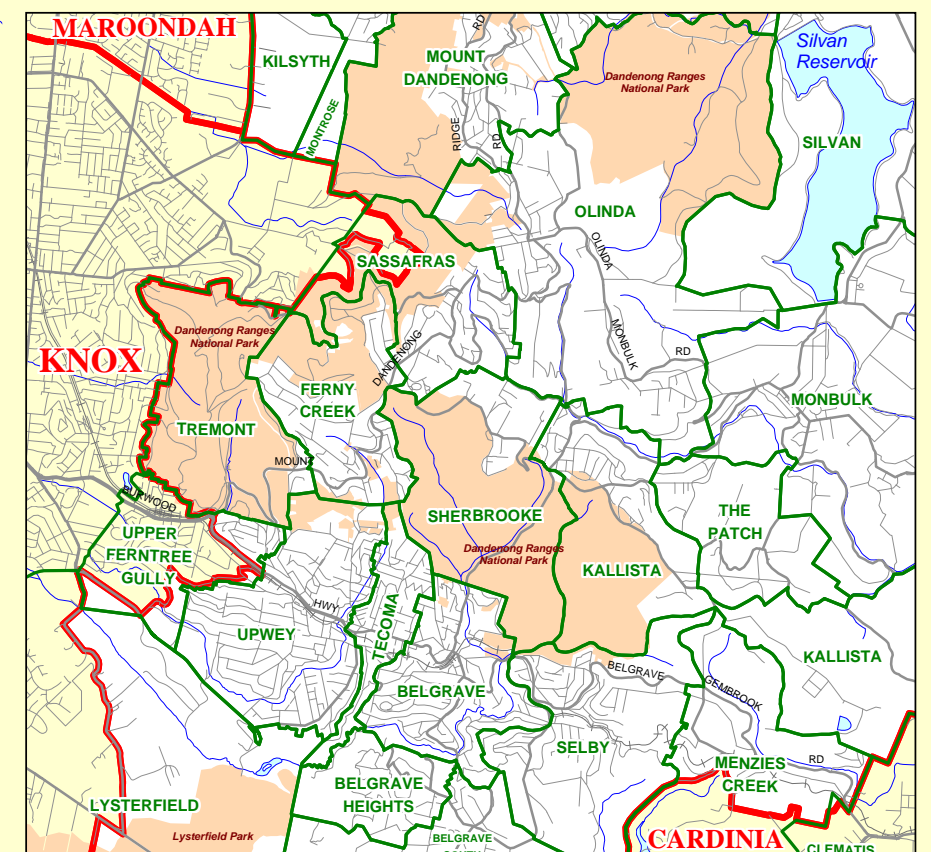 MAROONDAH
KILSYTH
MOUNT
DANDENONG
RD
Dandenong Ranges
National Park
Silvan
Reservoir
MONTROSE
RIDGE
RD
SILVAN
OLINDA
OLINDA
MONBULK
RD
SASSAFRAS
Dandenong Ranges
National Park
KNOX
DANDENONG
FERNY
CREEK
MONBULK
TREMONT
MOUNT
BURWOOD
SHERBROOKE
THE
PATCH
UPPER
FERNTREE
GULLY
Dandenong Ranges
National Park
KALLISTA
HWY
UPWEY
TECOMA
BELGRAVE
BELGRAVE
GEMBROOK
RD
KALLISTA
SELBY
MENZIES
CREEK
BELGRAVE
HEIGHTS
LYSTERFIELD
Lysterfield Park
BELGRAVE
CARDINIA
CLEMATIS